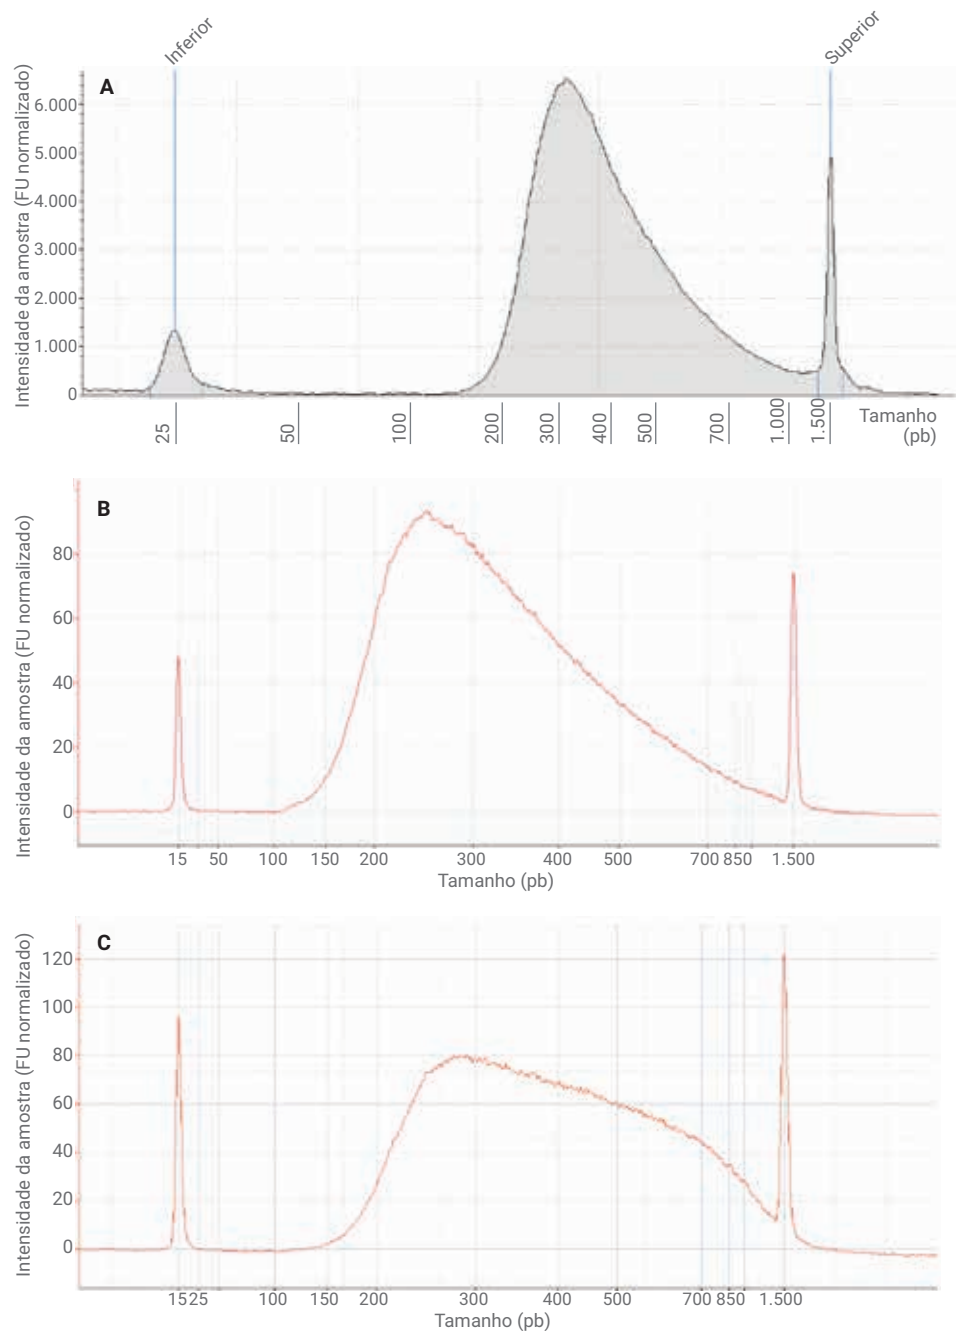 Inferior
Superior
A
Intensidade da amostra (FU normalizado)
6.000
5.000
4.000
3.000
2.000
1.000
0
25
50
100
200
300
400
500
700
1.000
1.500
Tamanho
(pb)
B
Intensidade da amostra (FU normalizado)
80
60
40
20
0
15 50 100 150 200 300 400 500 700 850 1.500
Tamanho (pb)
C
Intensidade da amostra (FU normalizado)
120
100
80
60
40
20
0
15 25 100 150 200 300 400 500 700 850 1.500
Tamanho (pb)